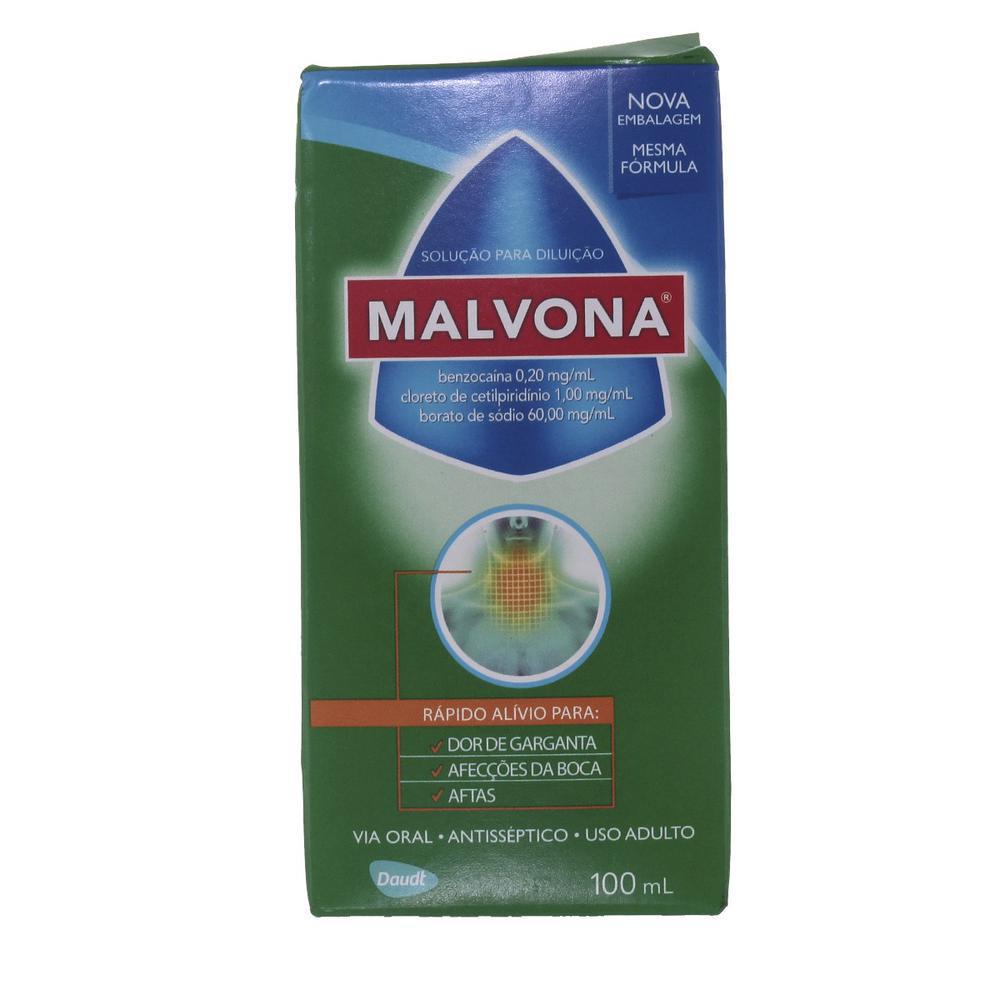 NOVA
EMBALAGEM
MESMA
FÓRMULA
SOLUÇÃO PARA DILUIÇÃO
MALVONA®
benzocaína 0,20 mg/mL
cloreto de cetilpiridínio 1,00 mg/mL
borato de sódio 60,00 mg/mL
RÁPIDO ALÍVIO PARA:
DOR DE GARGANTA
AFECÇÕES DA BOCA
AFTAS
VIA ORAL • ANTISSÉPTICO • USO ADULTO
Daudt
100 mL